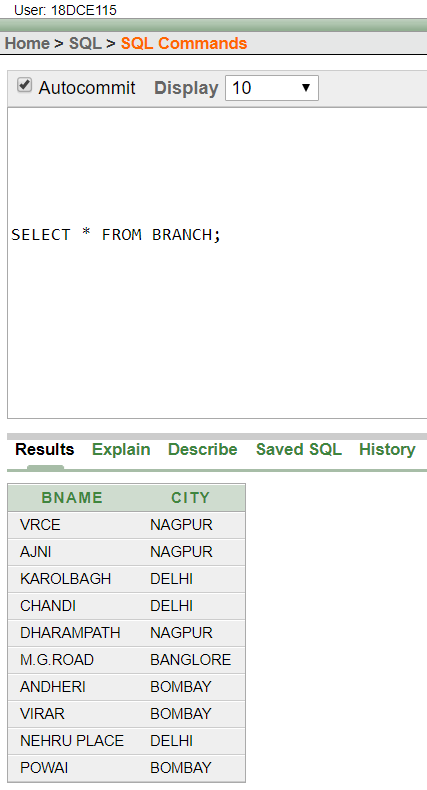 User: 18DCE115
Home > SQL > SQL Commands
Autocommit Display 10
SELECT * FROM BRANCH;
Results Explain Describe Saved SQL History
BNAME CITY
VRCE NAGPUR
AJNI NAGPUR
KAROLBAGH DELHI
CHANDI DELHI
DHARAMPATH NAGPUR
M.G.ROAD BANGLORE
ANDHERI BOMBAY
VIRAR BOMBAY
NEHRU PLACE DELHI
POWAI BOMBAY